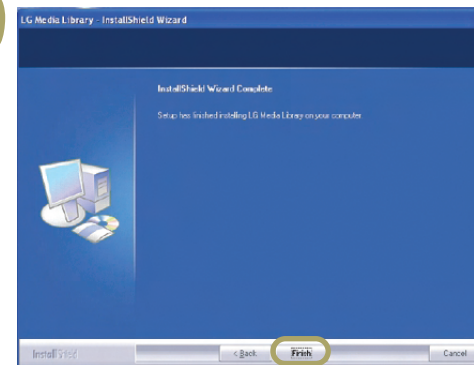 LG Media Library - InstallShield Wizard
InstallShield Wizard Complete
Setup has finished installing LG Media Library on your computer.
InstallShield
< Back
Finish
Cancel